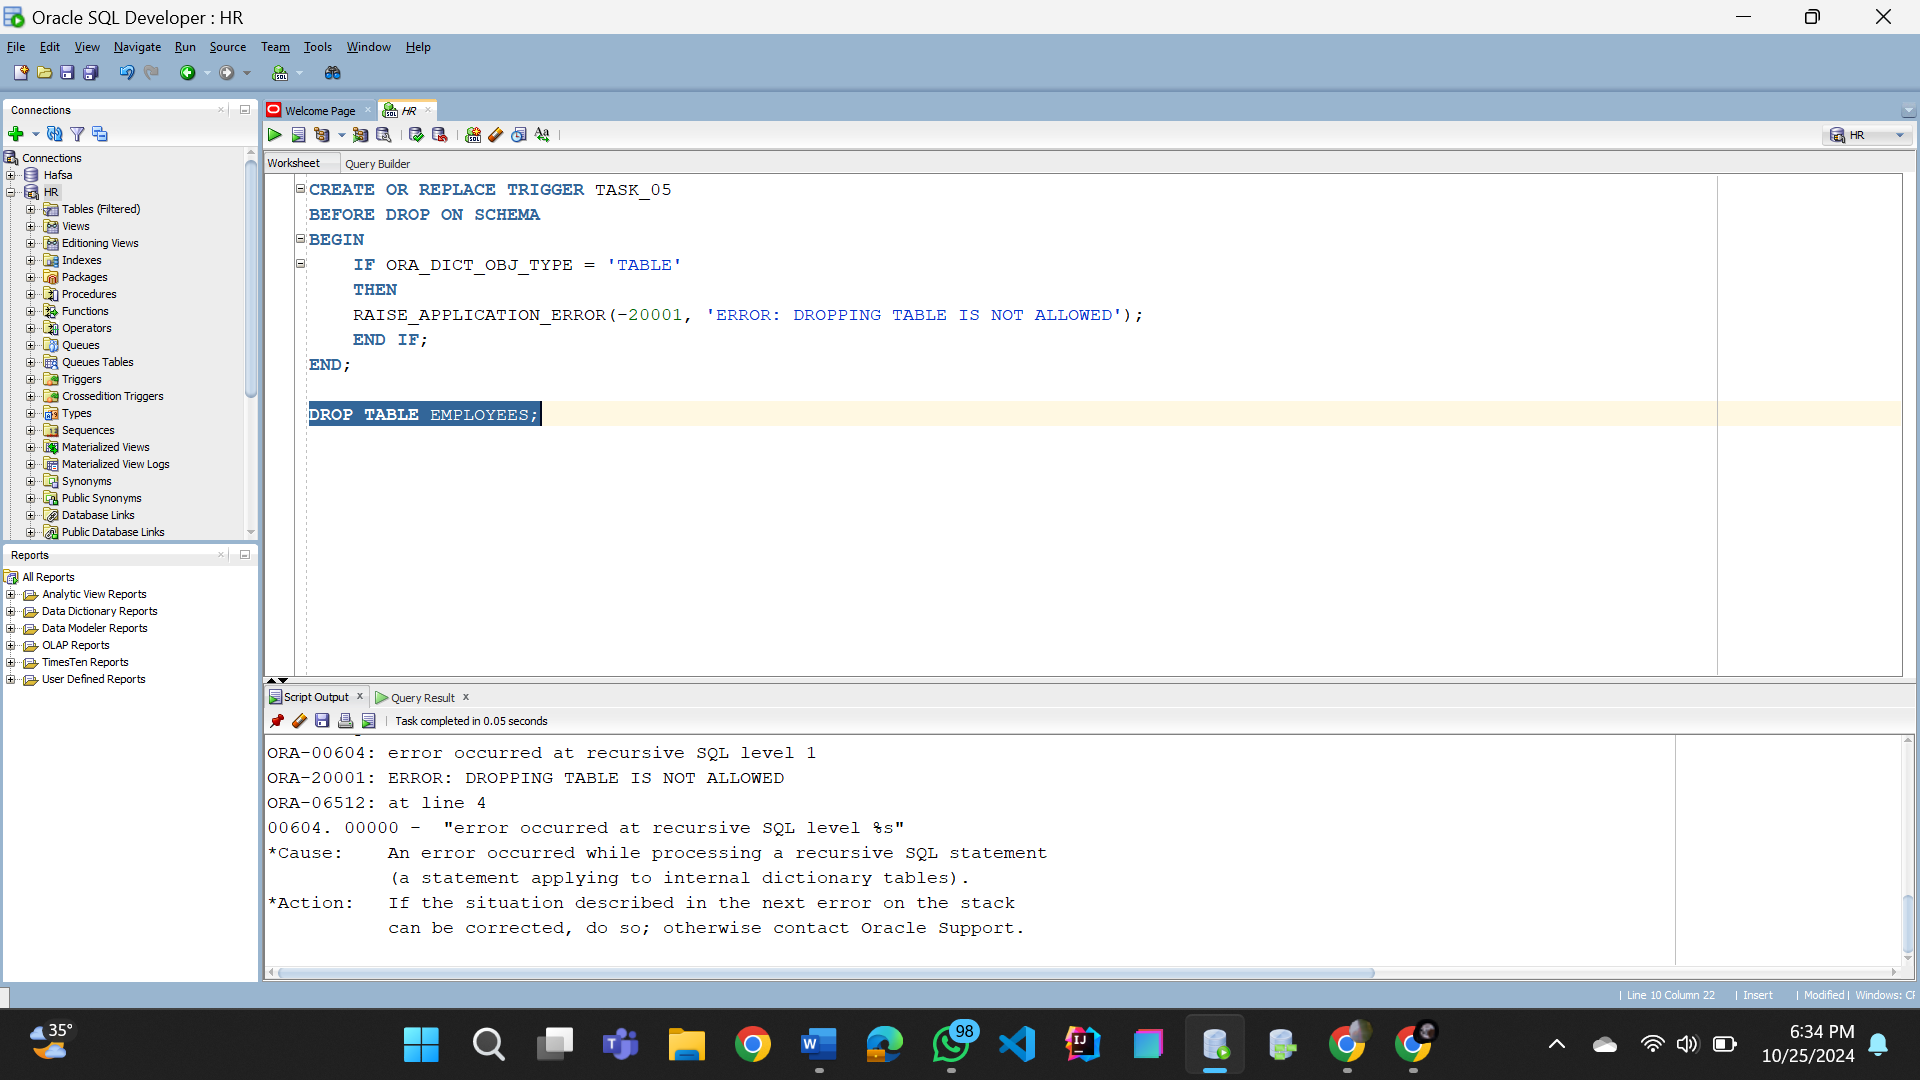 Oracle SQL Developer : HR
File Edit View Navigate Run Source Team Tools Window Help
Connections
Connections
Hafsa
HR
Tables (Filtered)
Views
Editioning Views
Indexes
Packages
Procedures
Functions
Operators
Queues
Queues Tables
Triggers
Crossedition Triggers
Types
Sequences
Materialized Views
Materialized View Logs
Synonyms
Public Synonyms
Database Links
Public Database Links
Reports
All Reports
Analytic View Reports
Data Dictionary Reports
Data Modeler Reports
OLAP Reports
TimesTen Reports
User Defined Reports
Welcome Page HR
HR
Worksheet Query Builder
CREATE OR REPLACE TRIGGER TASK_05
BEFORE DROP ON SCHEMA
BEGIN
IF ORA_DICT_OBJ_TYPE = 'TABLE'
THEN
RAISE_APPLICATION_ERROR(-20001, 'ERROR: DROPPING TABLE IS NOT ALLOWED');
END IF;
END;
DROP TABLE EMPLOYEES;
Script Output Query Result
Task completed in 0.05 seconds
ORA-00604: error occurred at recursive SQL level 1
ORA-20001: ERROR: DROPPING TABLE IS NOT ALLOWED
ORA-06512: at line 4
00604. 00000 - "error occurred at recursive SQL level %s"
*Cause: An error occurred while processing a recursive SQL statement
(a statement applying to internal dictionary tables).
*Action: If the situation described in the next error on the stack
can be corrected, do so; otherwise contact Oracle Support.
Line 10 Column 22 | Insert | Modified | Windows: CF
35°
98
6:34 PM
10/25/2024